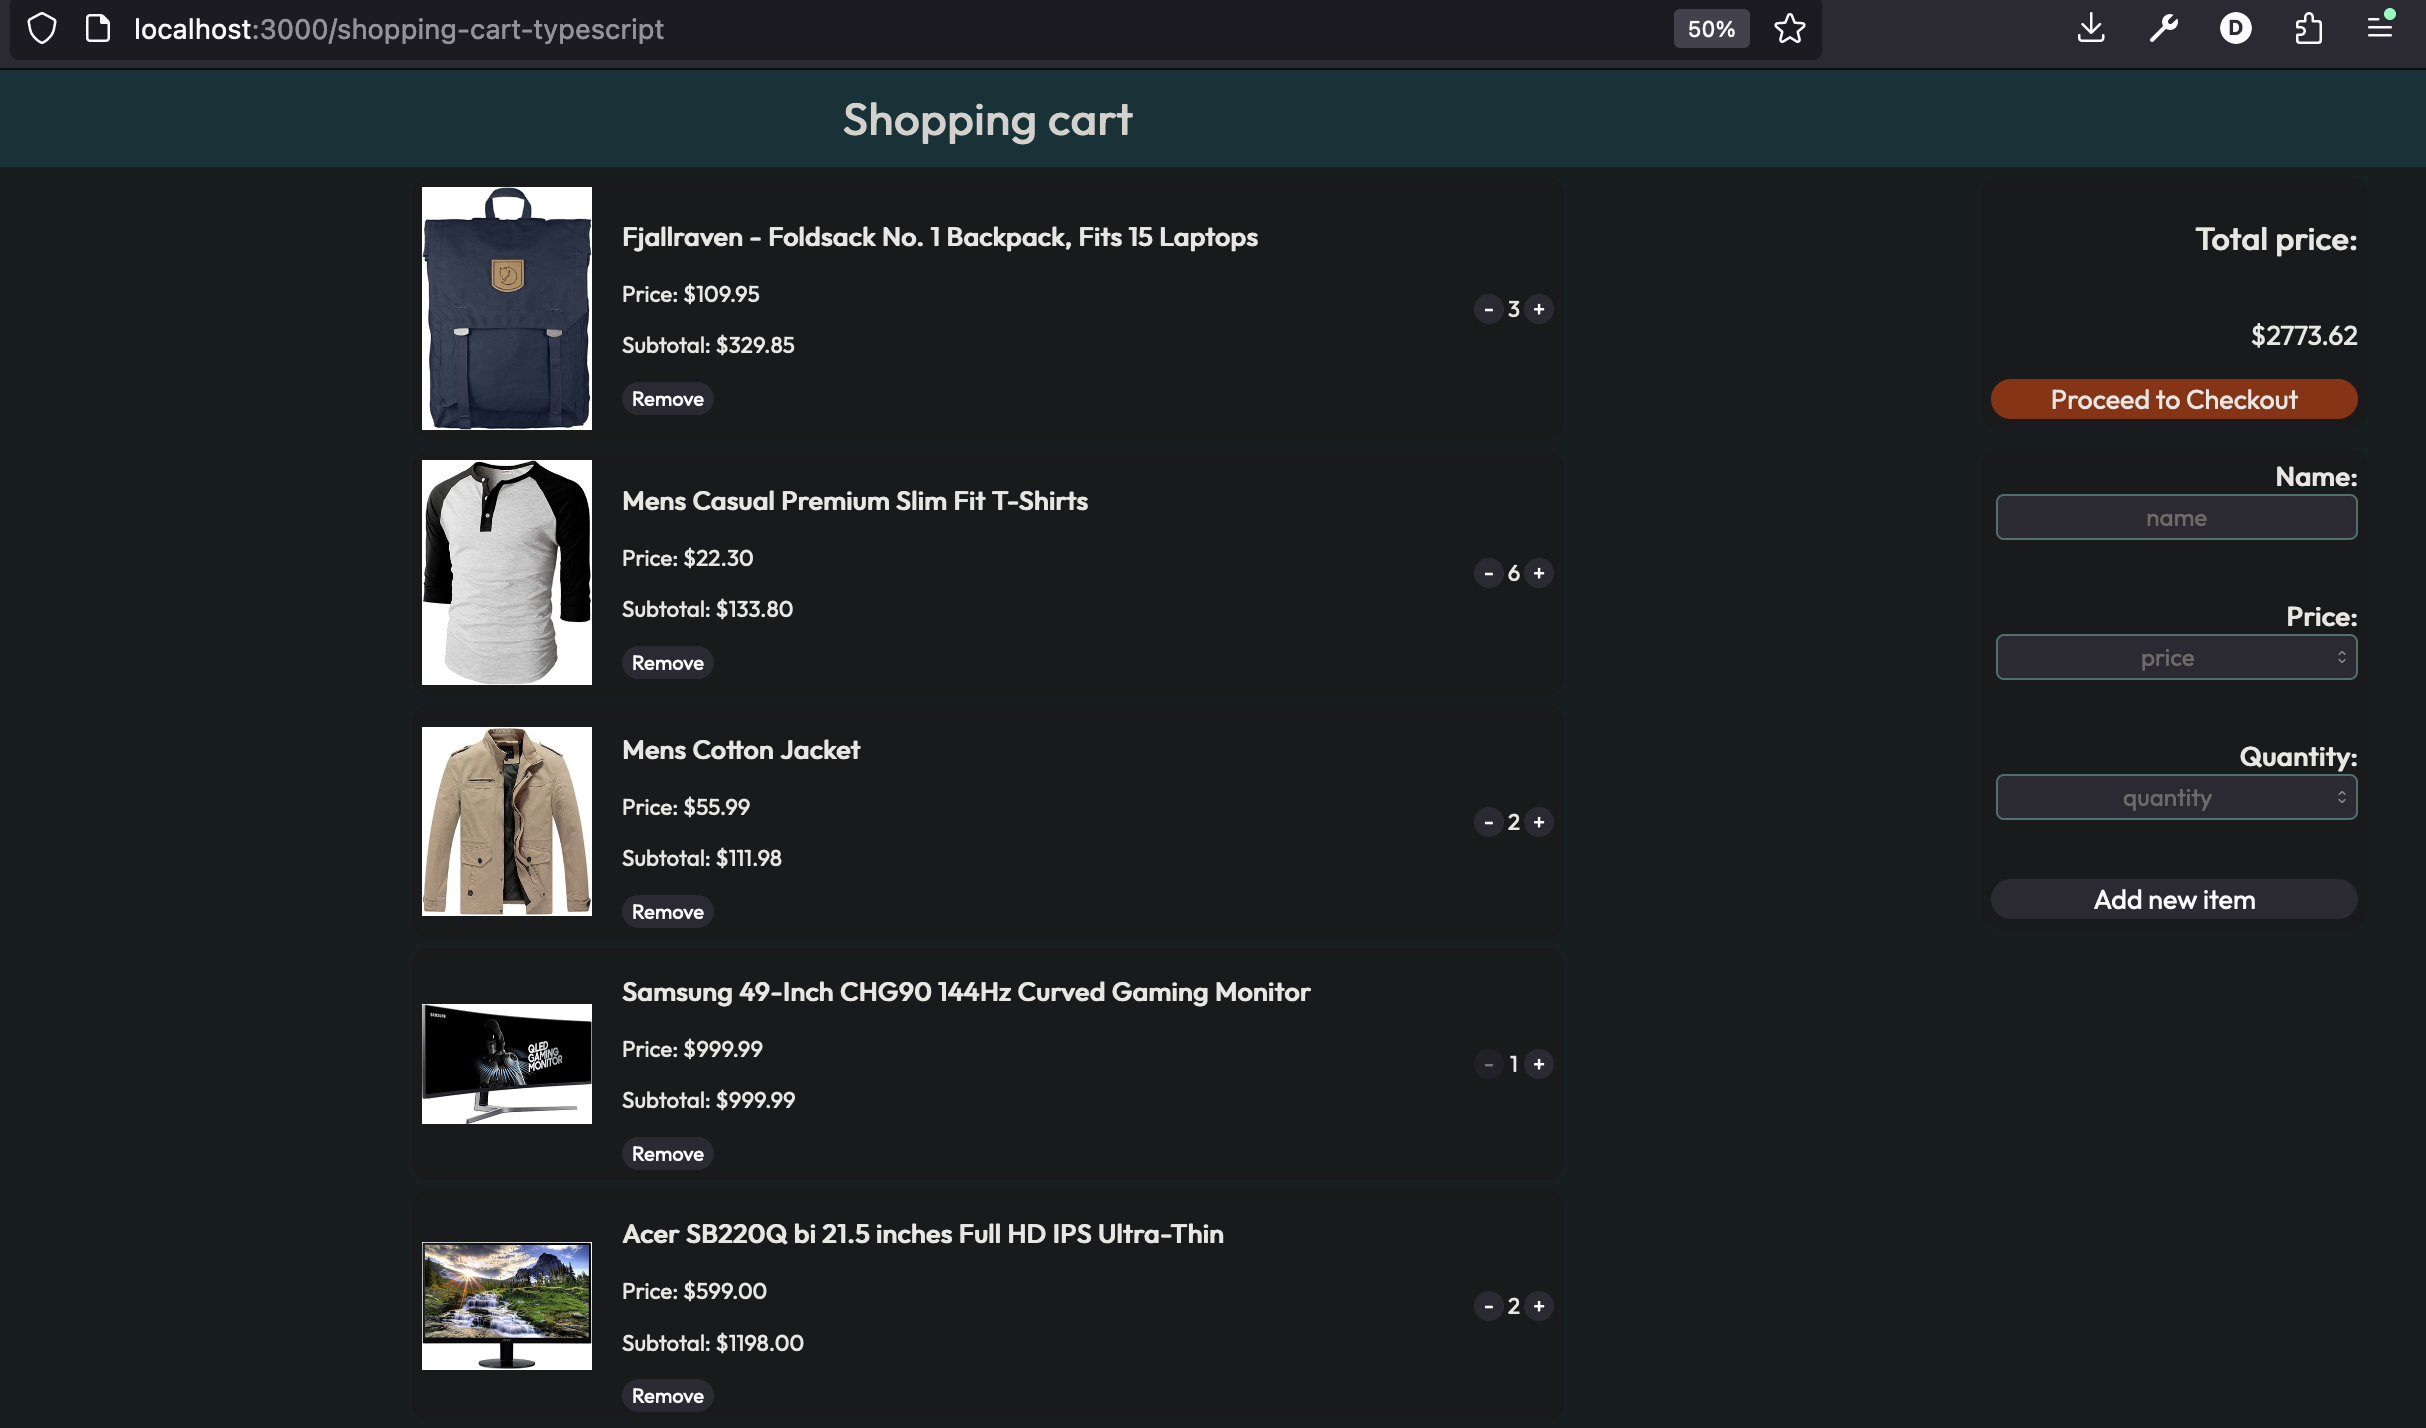 localhost:3000/shopping-cart-typescript
50%
D
Shopping cart
Fjallraven - Foldsack No. 1 Backpack, Fits 15 Laptops
Price: $109.95
- 3 +
Subtotal: $329.85
Remove
Mens Casual Premium Slim Fit T-Shirts
Price: $22.30
- 6 +
Subtotal: $133.80
Remove
Mens Cotton Jacket
Price: $55.99
- 2 +
Subtotal: $111.98
Remove
SAMSUNG
QLED
GAMING
MONITOR
Samsung 49-Inch CHG90 144Hz Curved Gaming Monitor
Price: $999.99
- 1 +
Subtotal: $999.99
Remove
Acer SB220Q bi 21.5 inches Full HD IPS Ultra-Thin
Price: $599.00
- 2 +
Subtotal: $1198.00
Remove
Total price:
$2773.62
Proceed to Checkout
Name:
name
Price:
price
Quantity:
quantity
Add new item